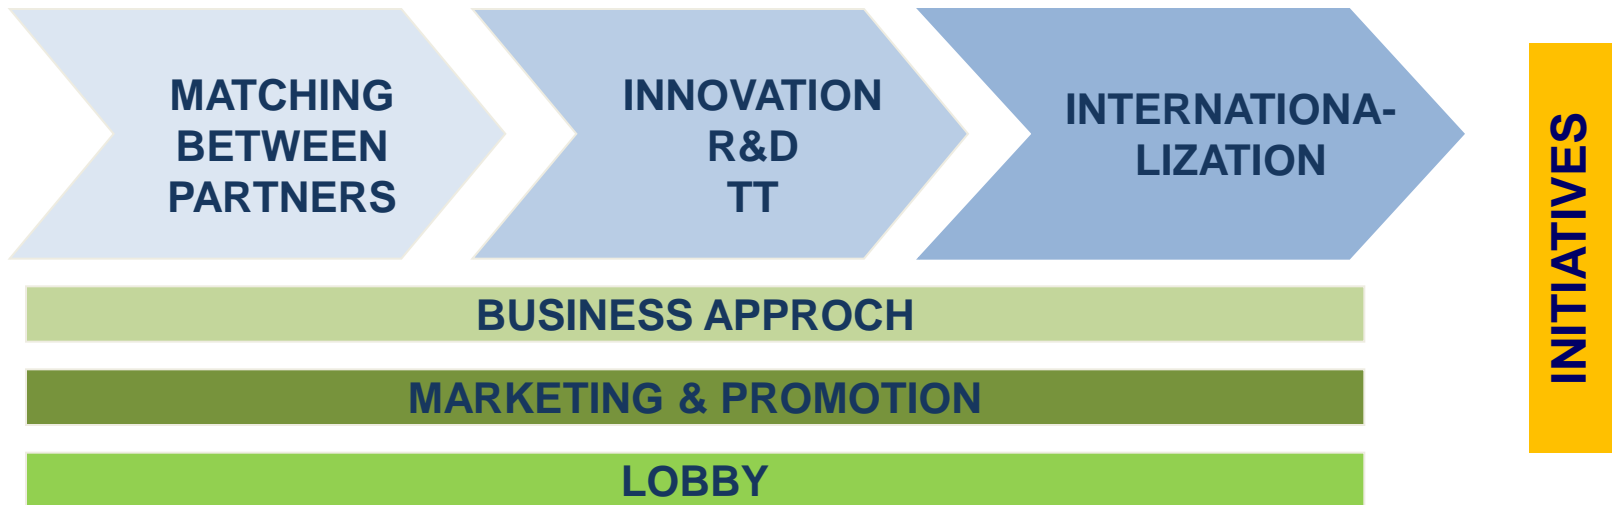 MATCHING
BETWEEN
PARTNERS
INNOVATION
R&D
TT
INTERNATIONA-
LIZATION
BUSINESS APPROCH
MARKETING & PROMOTION
LOBBY
INITIATIVES